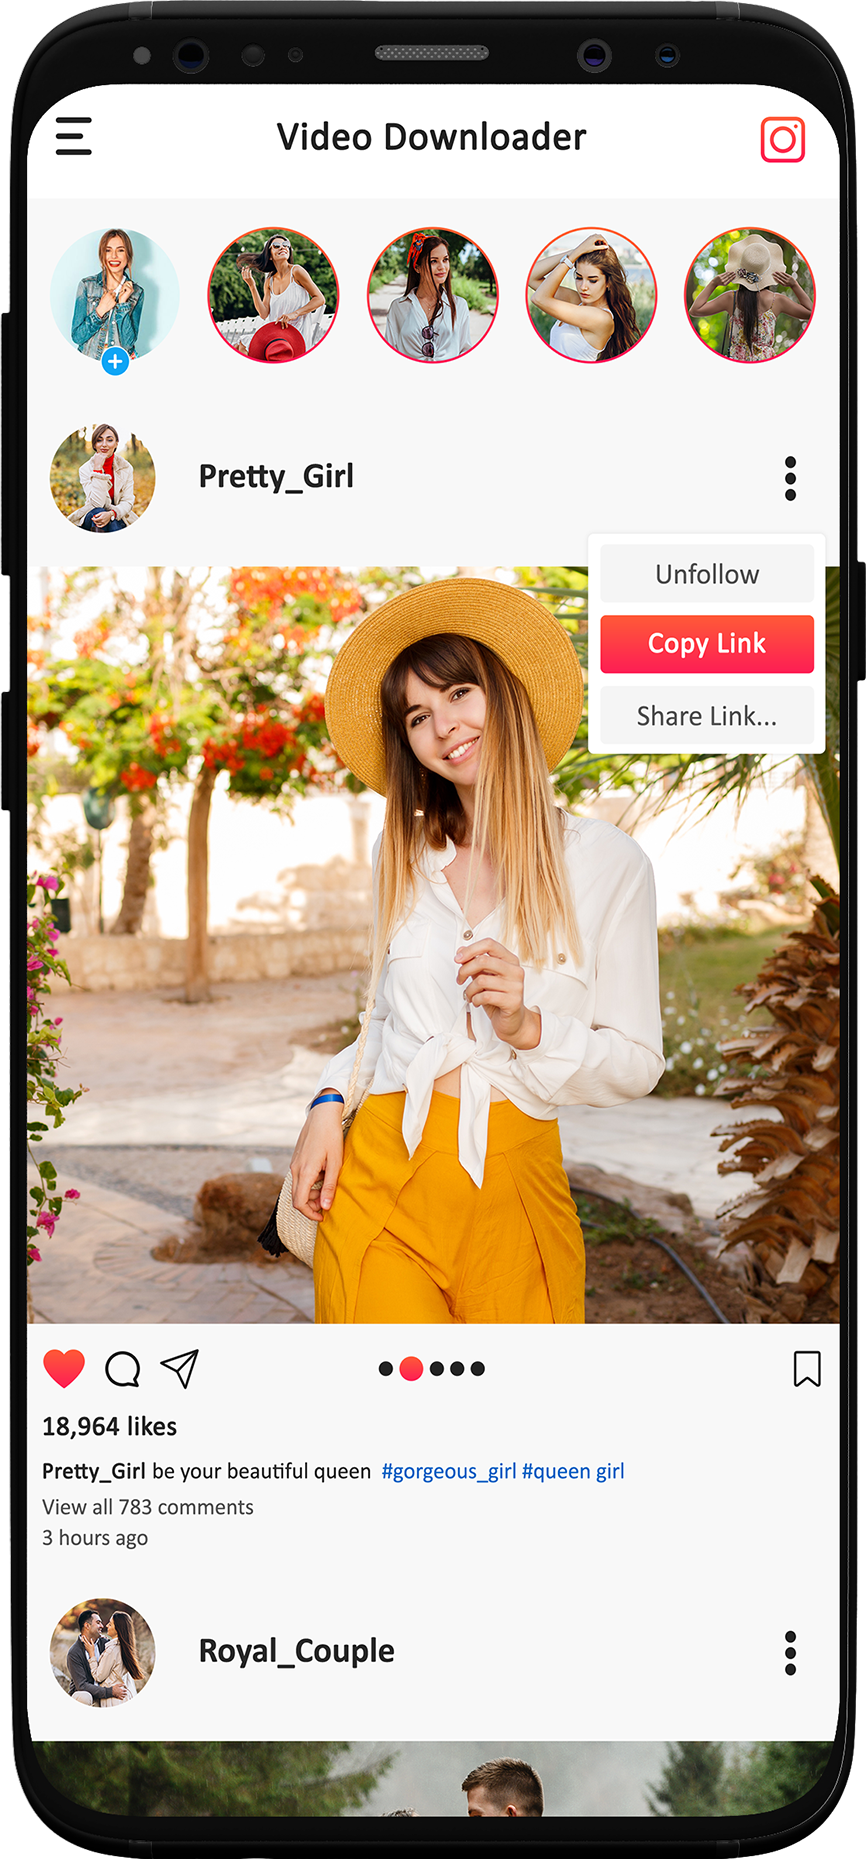 Video Downloader
Pretty_Girl
Unfollow
Copy Link
Share Link...
18,964 likes
Pretty_Girl be your beautiful queen #gorgeous_girl #queen girl
View all 783 comments
3 hours ago
Royal_Couple